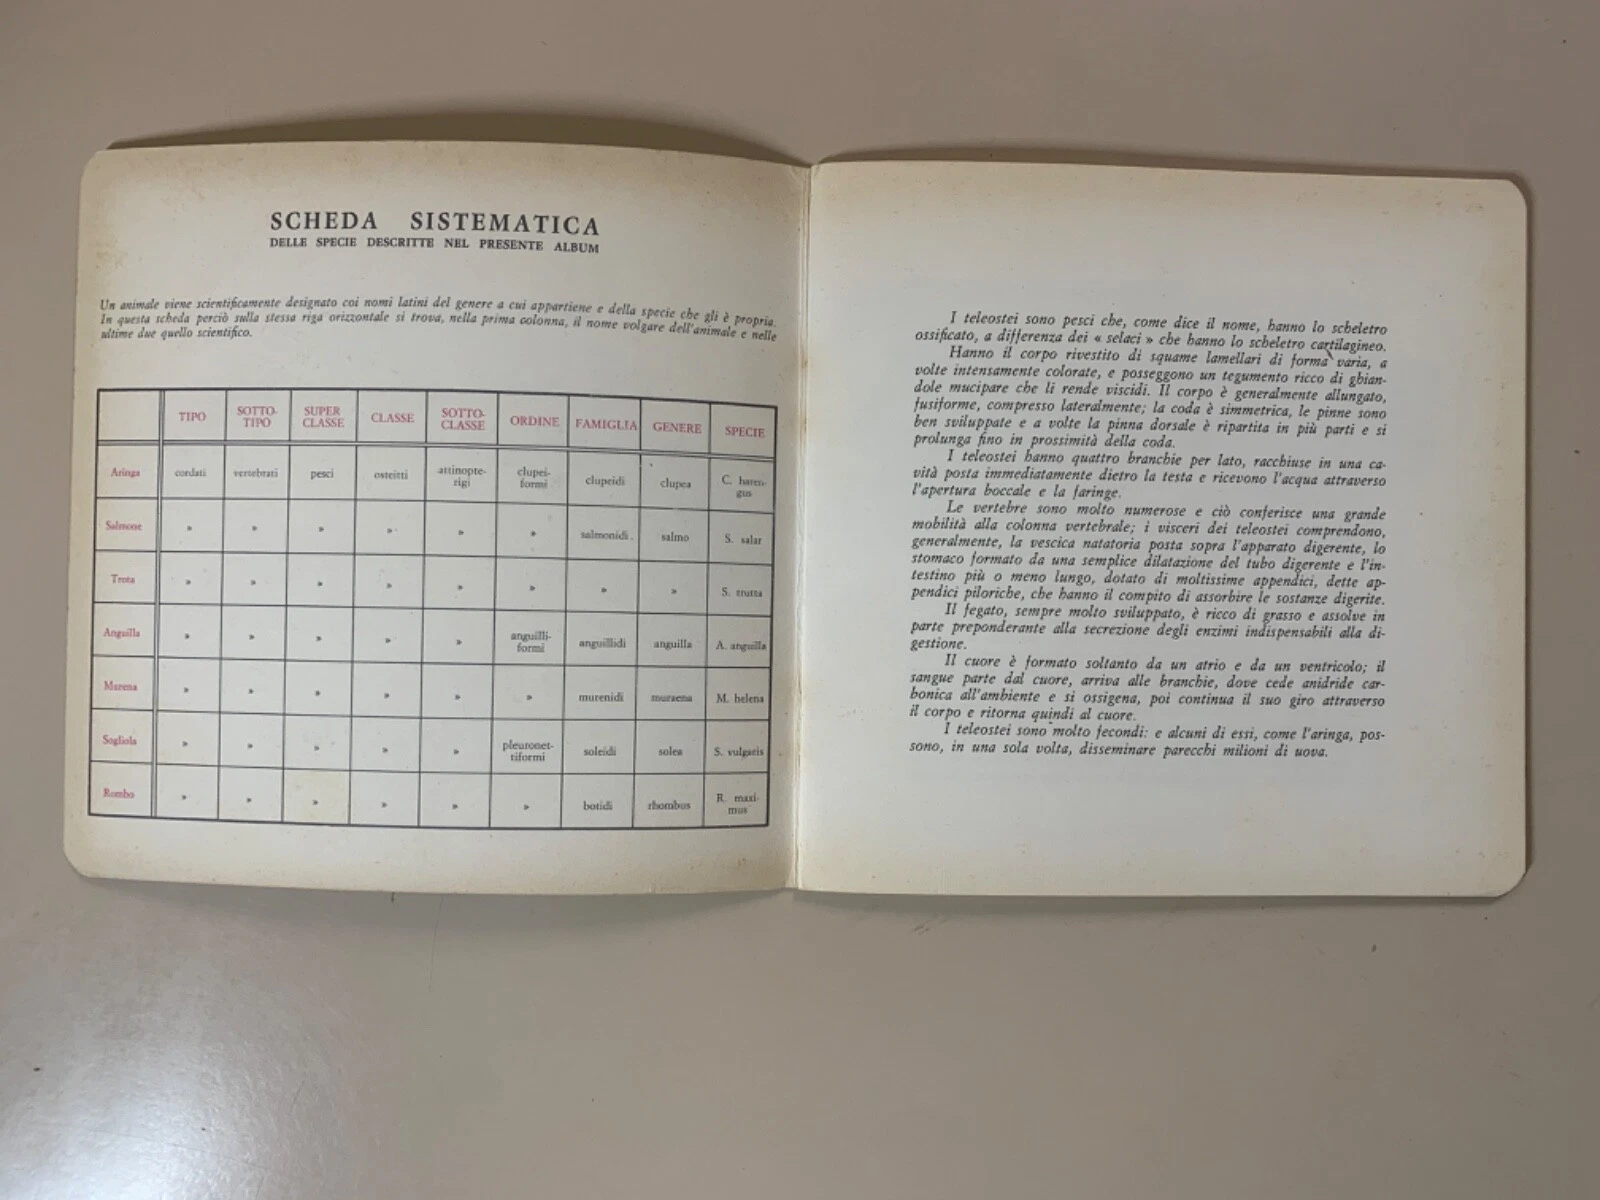 SCHEDA SISTEMATICA
DELLE SPECIE DESCRITTE NEL PRESENTE ALBUM
Un animale viene scientificamente designato coi nomi latini del genere a cui appartiene e della specie che gli è propria.
In questa scheda perciò sulla stessa riga orizzontale si trova, nella prima colonna, il nome volgare dell'animale e nelle
ultime due quello scientifico.
TIPO SOTTO-TIPO SUPER CLASSE CLASSE SOTTO-CLASSE ORDINE FAMIGLIA GENERE SPECIE
Aringa cordati vertebrati pesci osteitti attinopte-rigi clupei-formi clupeidi clupea C. haren-gus
Salmone » » » » » » salmonidi. salmo S. salar
Trota » » » » » » » » S. trutta
Anguilla » » » » » anguilli-formi anguillidi anguilla A. anguilla
Murena » » » » » » murenidi muraena M. helena
Sogliola » » » » » pleuronet-tiformi soleidi solea S. vulgaris
Rombo » » » » » » botidi rhombus R. maxi-mus
I teleostei sono pesci che, come dice il nome, hanno lo scheletro
ossificato, a differenza dei « selaci » che hanno lo scheletro cartilagineo.
Hanno il corpo rivestito di squame lamellari di forma varia, a
volte intensamente colorate, e posseggono un tegumento ricco di ghian-
dole mucipare che li rende viscidi. Il corpo è generalmente allungato,
fusiforme, compresso lateralmente; la coda è simmetrica, le pinne sono
ben sviluppate e a volte la pinna dorsale è ripartita in più parti e si
prolunga fino in prossimità della coda.
I teleostei hanno quattro branchie per lato, racchiuse in una ca-
vità posta immediatamente dietro la testa e ricevono l'acqua attraverso
l'apertura boccale e la faringe.
Le vertebre sono molto numerose e ciò conferisce una grande
mobilità alla colonna vertebrale; i visceri dei teleostei comprendono,
generalmente, la vescica natatoria posta sopra l'apparato digerente, lo
stomaco formato da una semplice dilatazione del tubo digerente e l'in-
testino più o meno lungo, dotato di moltissime appendici, dette ap-
pendici piloriche, che hanno il compito di assorbire le sostanze digerite.
Il fegato, sempre molto sviluppato, è ricco di grasso e assolve in
parte preponderante alla secrezione degli enzimi indispensabili alla di-
gestione.
Il cuore è formato soltanto da un atrio e da un ventricolo; il
sangue parte dal cuore, arriva alle branchie, dove cede anidride car-
bonica all'ambiente e si ossigena, poi continua il suo giro attraverso
il corpo e ritorna quindi al cuore.
I teleostei sono molto fecondi: e alcuni di essi, come l'aringa, pos-
sono, in una sola volta, disseminare parecchi milioni di uova.